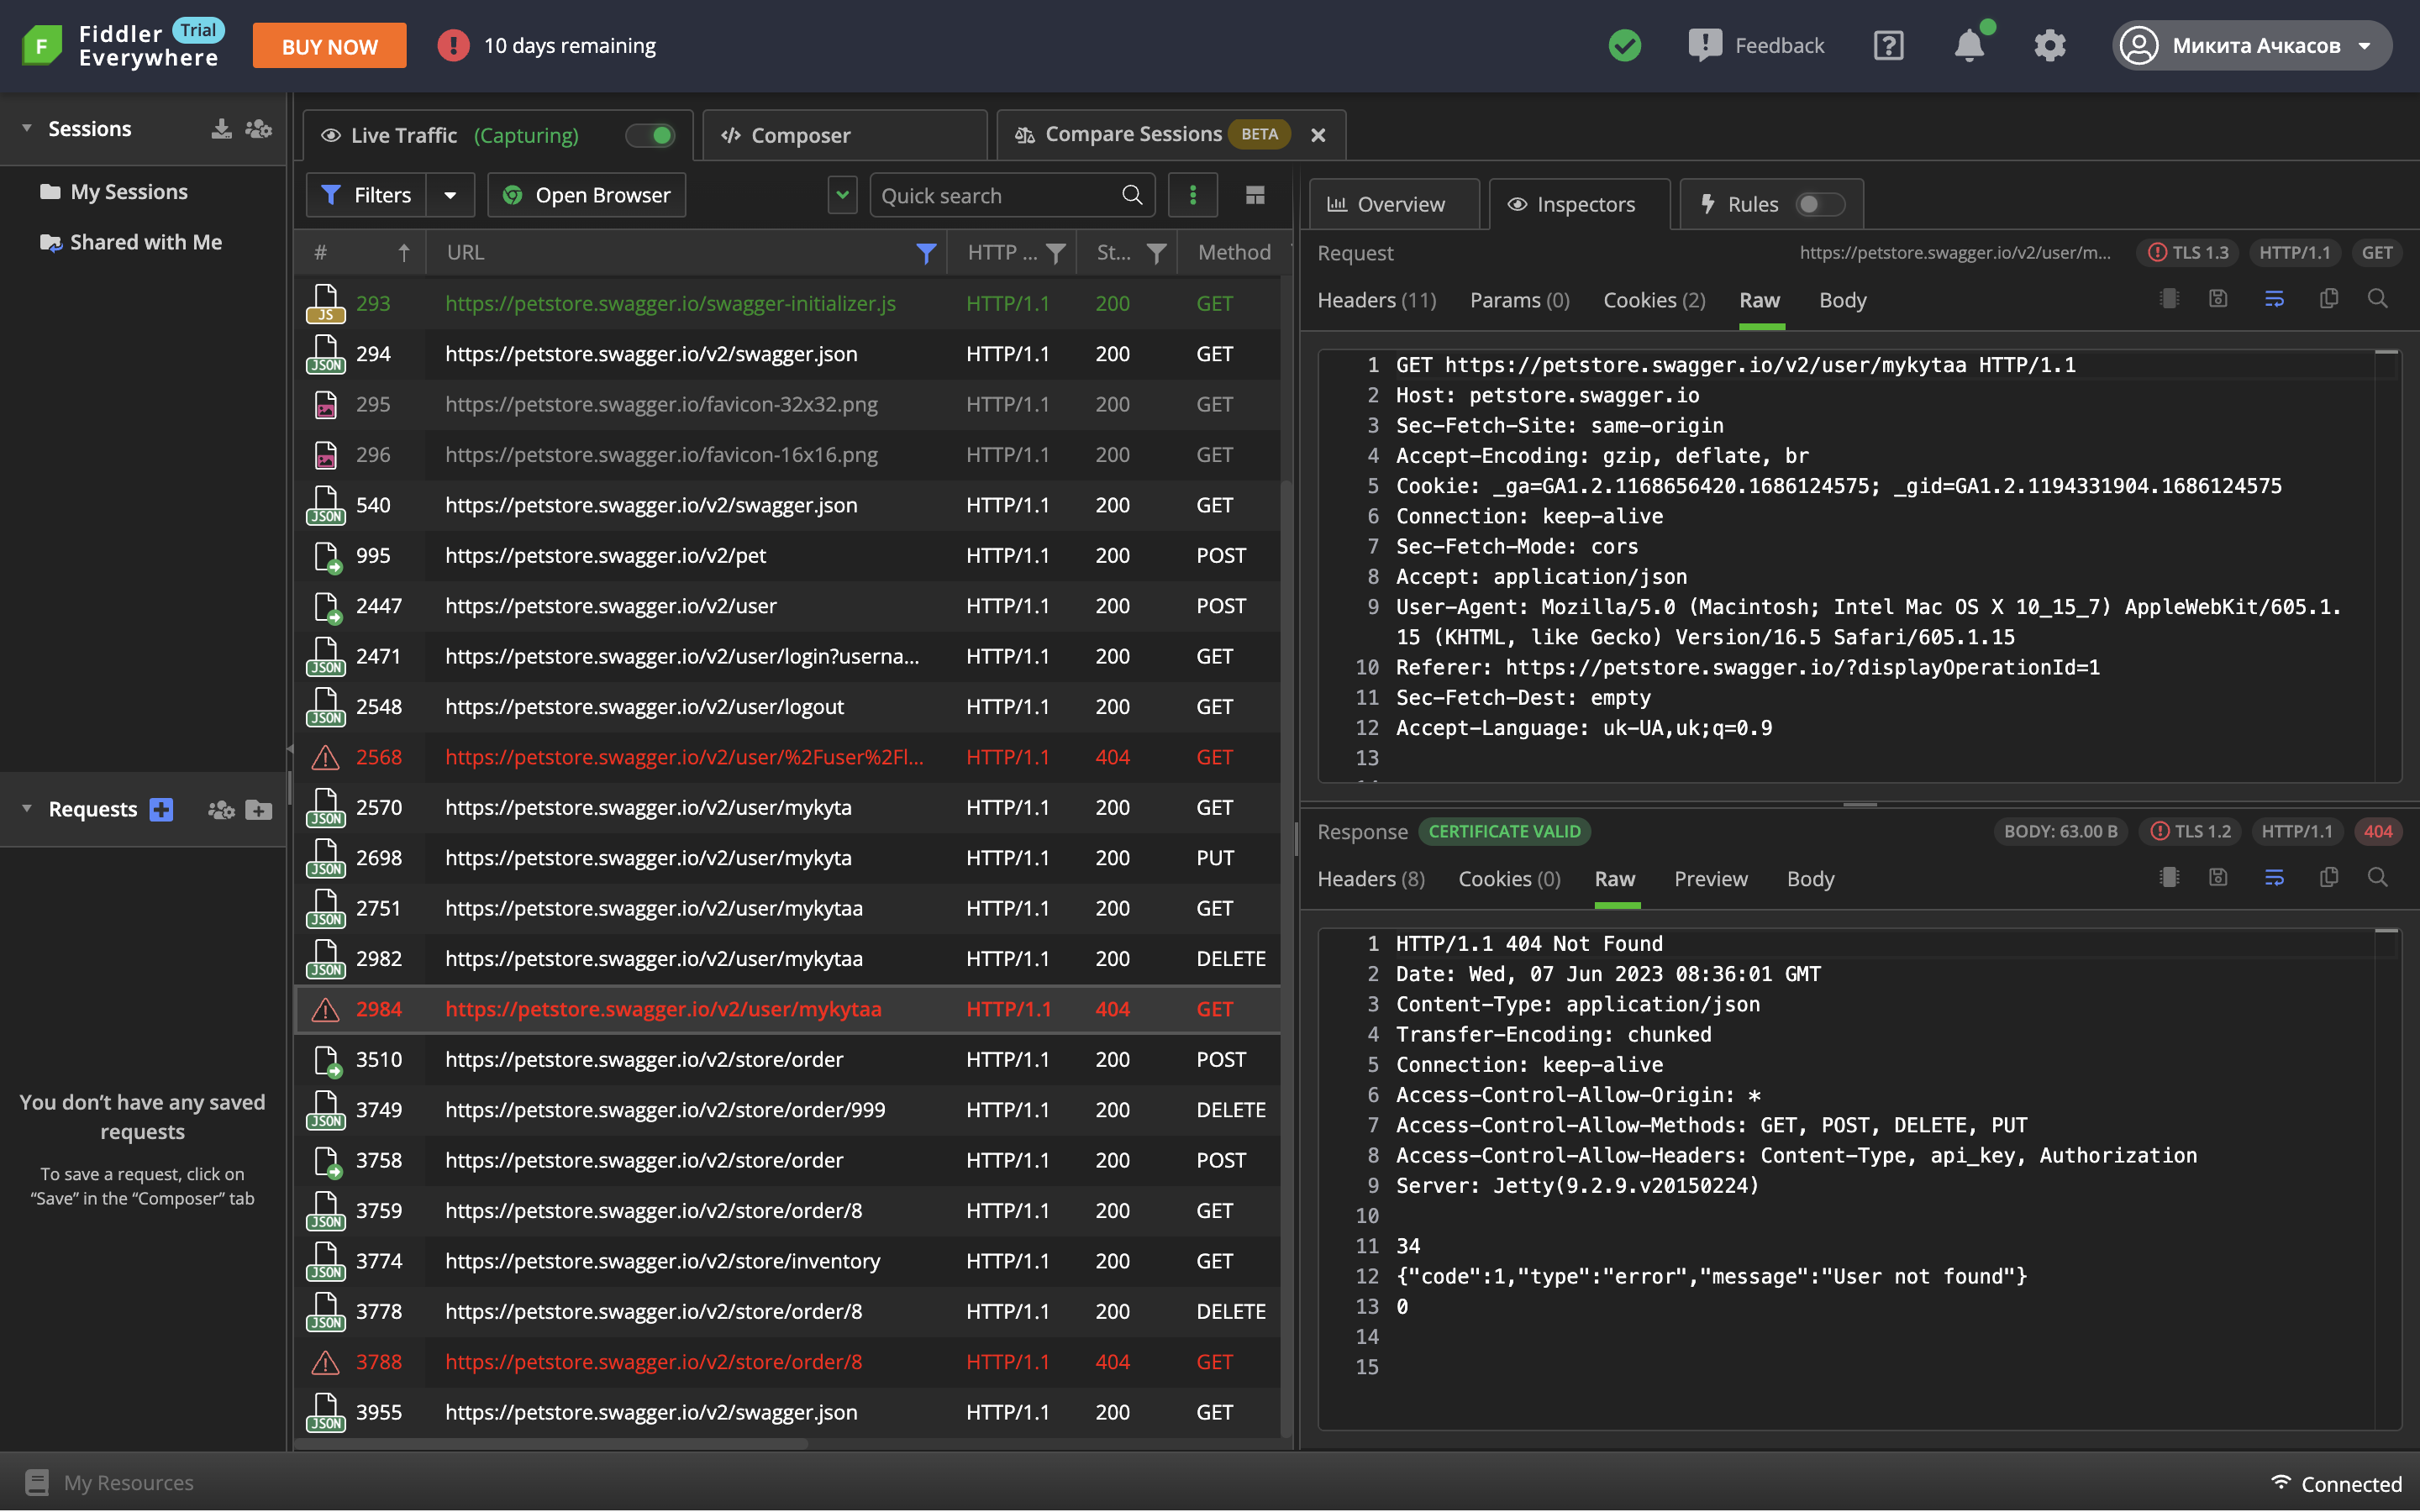 Fiddler Everywhere Trial
BUY NOW
10 days remaining
Feedback
Микита Ачкасов
Sessions
My Sessions
Shared with Me
Requests
You don't have any saved
requests
To save a request, click on
“Save” in the “Composer” tab
Live Traffic (Capturing)
Composer
Compare Sessions BETA
Filters
Open Browser
Quick search
# URL HTTP ... St... Method
JS 293 https://petstore.swagger.io/swagger-initializer.js HTTP/1.1 200 GET
JSON 294 https://petstore.swagger.io/v2/swagger.json HTTP/1.1 200 GET
295 https://petstore.swagger.io/favicon-32x32.png HTTP/1.1 200 GET
296 https://petstore.swagger.io/favicon-16x16.png HTTP/1.1 200 GET
JSON 540 https://petstore.swagger.io/v2/swagger.json HTTP/1.1 200 GET
995 https://petstore.swagger.io/v2/pet HTTP/1.1 200 POST
2447 https://petstore.swagger.io/v2/user HTTP/1.1 200 POST
JSON 2471 https://petstore.swagger.io/v2/user/login?userna... HTTP/1.1 200 GET
JSON 2548 https://petstore.swagger.io/v2/user/logout HTTP/1.1 200 GET
2568 https://petstore.swagger.io/v2/user/%2Fuser%2Fl... HTTP/1.1 404 GET
JSON 2570 https://petstore.swagger.io/v2/user/mykyta HTTP/1.1 200 GET
JSON 2698 https://petstore.swagger.io/v2/user/mykyta HTTP/1.1 200 PUT
JSON 2751 https://petstore.swagger.io/v2/user/mykytaa HTTP/1.1 200 GET
JSON 2982 https://petstore.swagger.io/v2/user/mykytaa HTTP/1.1 200 DELETE
2984 https://petstore.swagger.io/v2/user/mykytaa HTTP/1.1 404 GET
3510 https://petstore.swagger.io/v2/store/order HTTP/1.1 200 POST
JSON 3749 https://petstore.swagger.io/v2/store/order/999 HTTP/1.1 200 DELETE
3758 https://petstore.swagger.io/v2/store/order HTTP/1.1 200 POST
JSON 3759 https://petstore.swagger.io/v2/store/order/8 HTTP/1.1 200 GET
JSON 3774 https://petstore.swagger.io/v2/store/inventory HTTP/1.1 200 GET
JSON 3778 https://petstore.swagger.io/v2/store/order/8 HTTP/1.1 200 DELETE
3788 https://petstore.swagger.io/v2/store/order/8 HTTP/1.1 404 GET
JSON 3955 https://petstore.swagger.io/v2/swagger.json HTTP/1.1 200 GET
Overview
Inspectors
Rules
Request https://petstore.swagger.io/v2/user/m... TLS 1.3 HTTP/1.1 GET
Headers (11) Params (0) Cookies (2) Raw Body
1 GET https://petstore.swagger.io/v2/user/mykytaa HTTP/1.1
2 Host: petstore.swagger.io
3 Sec-Fetch-Site: same-origin
4 Accept-Encoding: gzip, deflate, br
5 Cookie: _ga=GA1.2.1168656420.1686124575; _gid=GA1.2.1194331904.1686124575
6 Connection: keep-alive
7 Sec-Fetch-Mode: cors
8 Accept: application/json
9 User-Agent: Mozilla/5.0 (Macintosh; Intel Mac OS X 10_15_7) AppleWebKit/605.1.
15 (KHTML, like Gecko) Version/16.5 Safari/605.1.15
10 Referer: https://petstore.swagger.io/?displayOperationId=1
11 Sec-Fetch-Dest: empty
12 Accept-Language: uk-UA,uk;q=0.9
13
Response CERTIFICATE VALID BODY: 63.00 B TLS 1.2 HTTP/1.1 404
Headers (8) Cookies (0) Raw Preview Body
1 HTTP/1.1 404 Not Found
2 Date: Wed, 07 Jun 2023 08:36:01 GMT
3 Content-Type: application/json
4 Transfer-Encoding: chunked
5 Connection: keep-alive
6 Access-Control-Allow-Origin: *
7 Access-Control-Allow-Methods: GET, POST, DELETE, PUT
8 Access-Control-Allow-Headers: Content-Type, api_key, Authorization
9 Server: Jetty(9.2.9.v20150224)
10
11 34
12 {"code":1,"type":"error","message":"User not found"}
13 0
14
15
My Resources
Connected